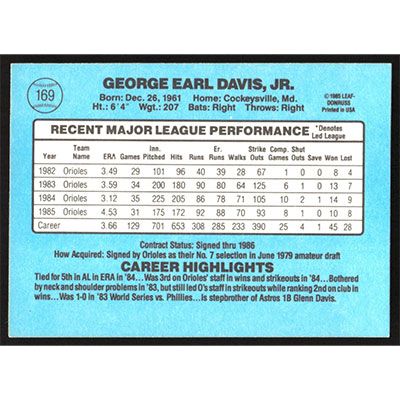 169
GEORGE EARL DAVIS, JR.
Born: Dec. 26, 1961 Home: Cockeysville, Md.
Ht.: 6'4" Wgt.: 207 Bats: Right Throws: Right
© 1985 LEAF-
DONRUSS
Printed in USA
RECENT MAJOR LEAGUE PERFORMANCE *Denotes
Led League
Year Team Name ERA Games Inn. Pitched Hits Runs Er. Runs Walks Strike Outs Comp. Games Shut Outs Save Won Lost
1982 Orioles 3.49 29 101 96 40 39 28 67 1 0 0 8 4
1983 Orioles 3.59 34 200 180 90 80 64 125 6 1 0 13 7
1984 Orioles 3.12 35 225 205 86 78 71 105 10 2 1 14 9
1985 Orioles 4.53 31 175 172 92 88 70 93 8 1 0 10 8
Career 3.66 129 701 653 308 285 233 390 25 4 1 45 28
Contract Status: Signed thru 1986
How Acquired: Signed by Orioles as their No. 7 selection in June 1979 amateur draft
CAREER HIGHLIGHTS
Tied for 5th in AL in ERA in '84...Was 3rd on Orioles' staff in wins and strikeouts in '84...Bothered
by neck and shoulder problems in '83, but still led O's staff in strikeouts while ranking 2nd on club in
wins...Was 1-0 in '83 World Series vs. Phillies...Is stepbrother of Astros 1B Glenn Davis.